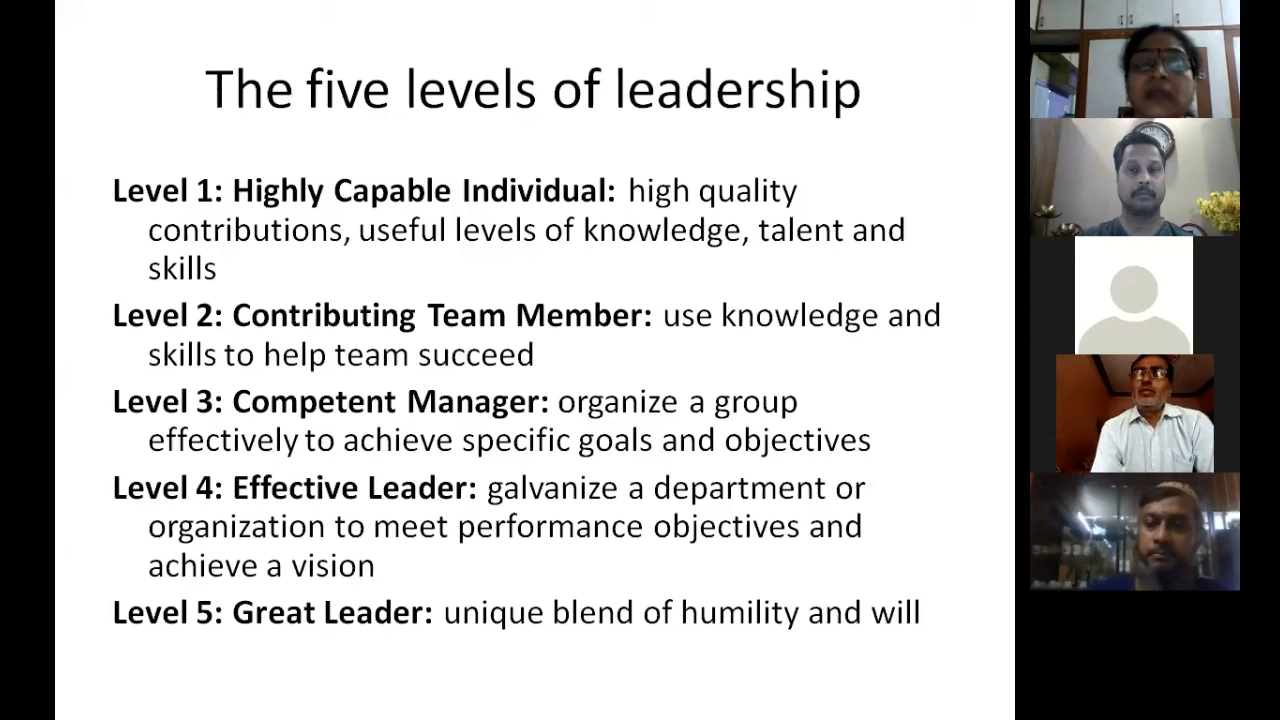 The five levels of leadership
Level 1: Highly Capable Individual: high quality
contributions, useful levels of knowledge, talent and
skills
Level 2: Contributing Team Member: use knowledge and
skills to help team succeed
Level 3: Competent Manager: organize a group
effectively to achieve specific goals and objectives
Level 4: Effective Leader: galvanize a department or
organization to meet performance objectives and
achieve a vision
Level 5: Great Leader: unique blend of humility and will